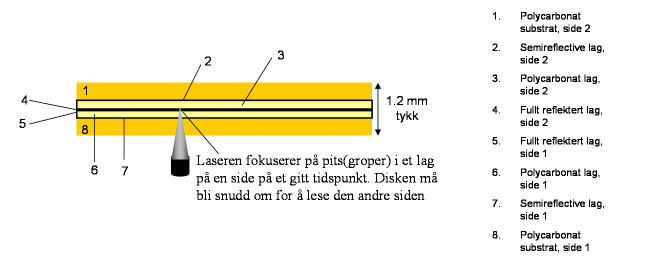 2
3
1
4
5
8
6
7
1.2 mm
tykk
Laseren fokuserer på pits(groper) i et lag
på en side på et gitt tidspunkt. Disken må
bli snudd om for å lese den andre siden
1. Polycarbonat
substrat, side 2
2. Semireflective lag,
side 2
3. Polycarbonat lag,
side 2
4. Fullt reflektert lag,
side 2
5. Fullt reflektert lag,
side 1
6. Polycarbonat lag,
side 1
7. Semireflective lag,
side 1
8. Polycarbonat
substrat, side 1